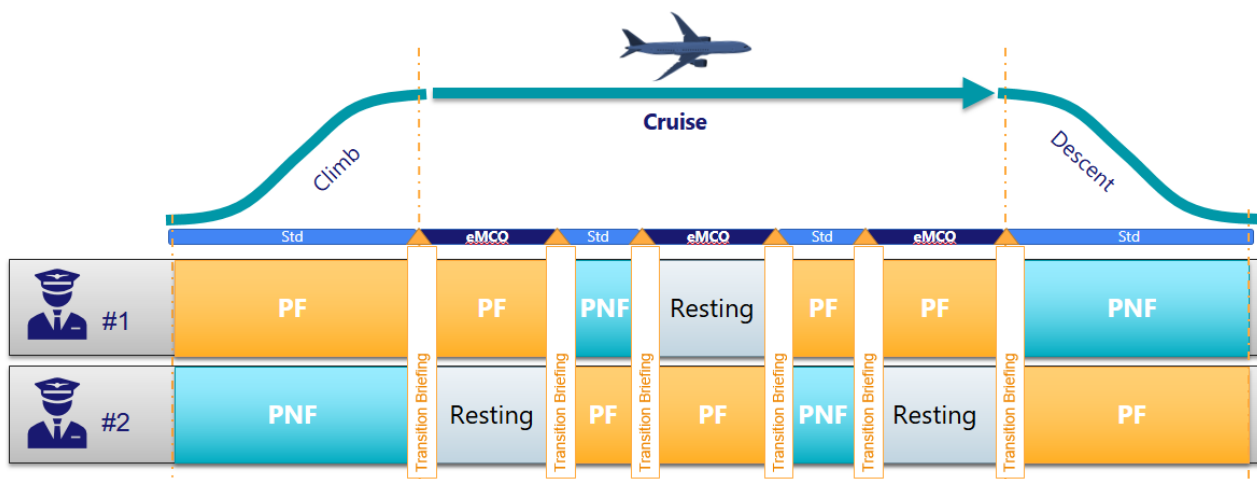 Cruise
Climb
Descent
Std
eMCO
Std
eMCO
Std
eMCO
Std
#1
PF
PF
PNF
Resting
PF
PF
PNF
#2
PNF
Resting
PF
PF
PNF
Resting
PF
Transition Briefing
Transition Briefing
Transition Briefing
Transition Briefing
Transition Briefing
Transition Briefing